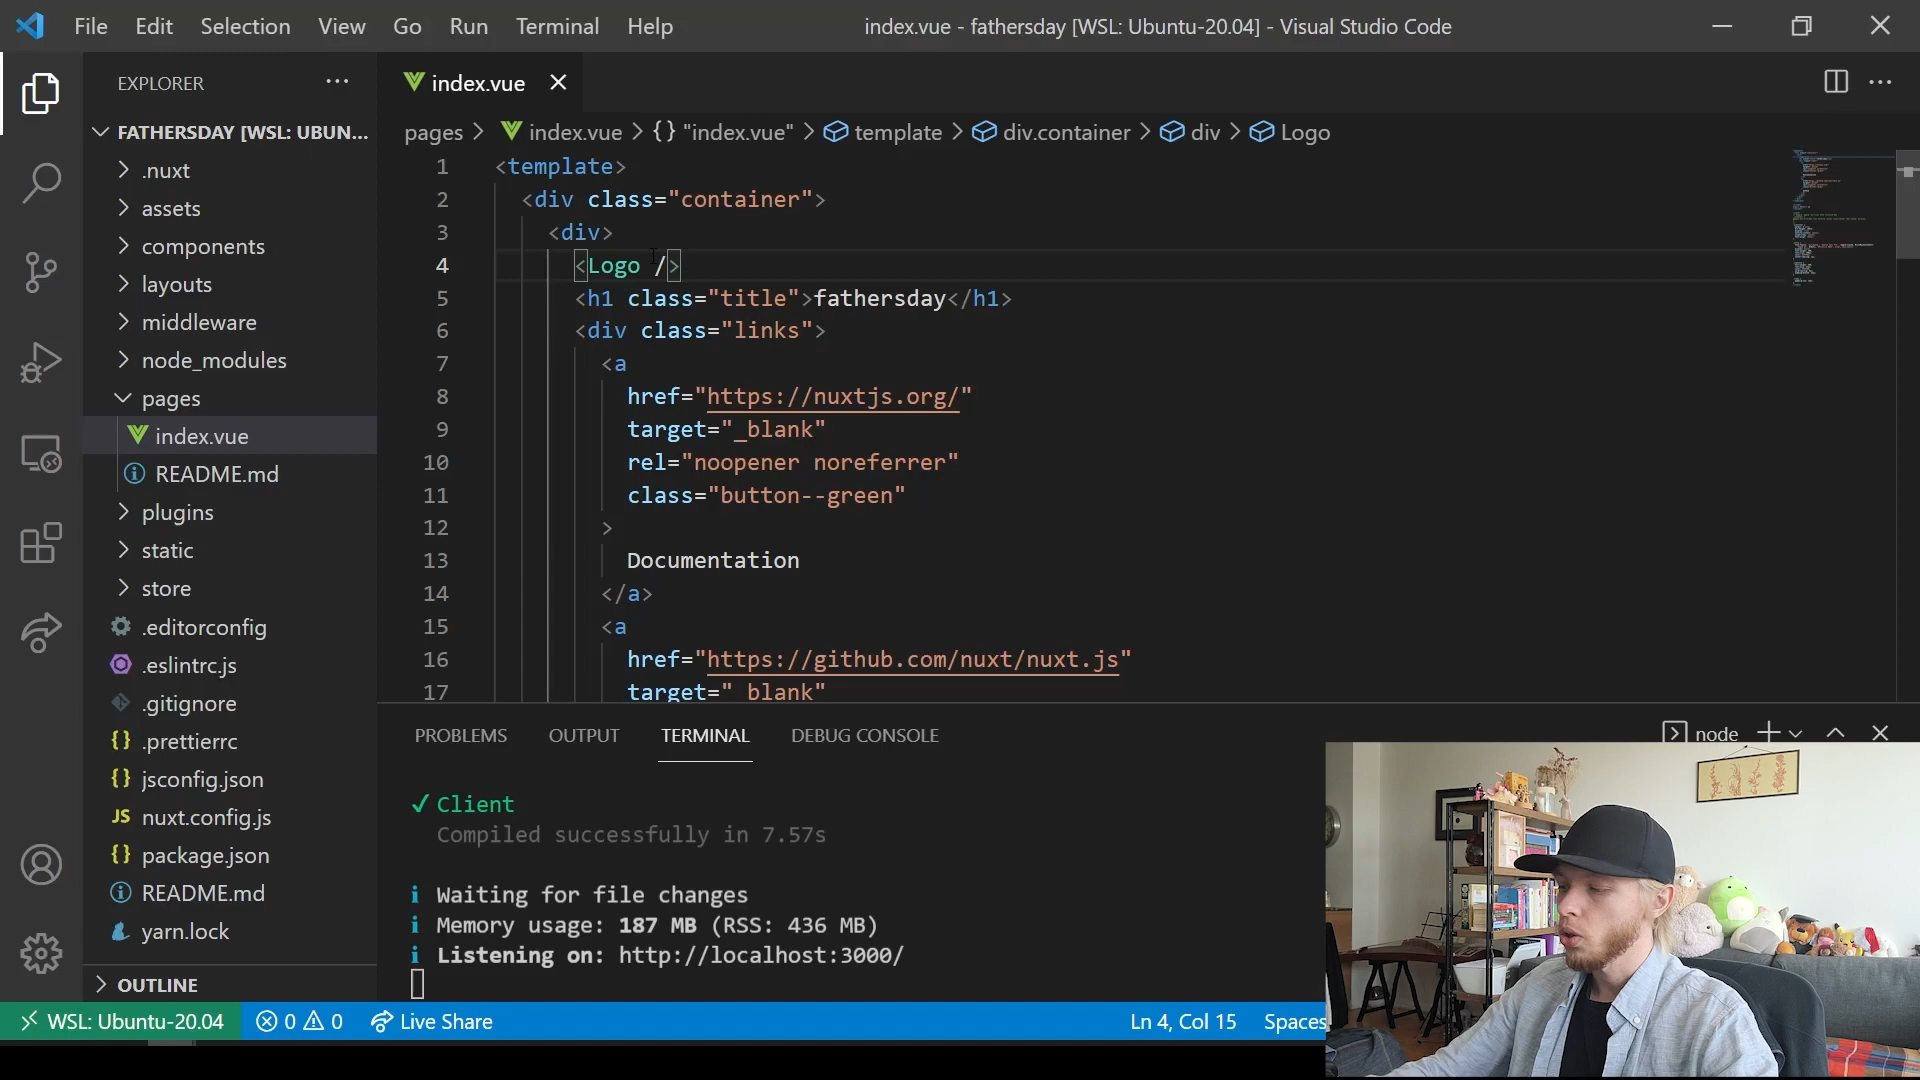 File Edit Selection View Go Run Terminal Help
index.vue - fathersday [WSL: Ubuntu-20.04] - Visual Studio Code
EXPLORER
FATHERSDAY [WSL: UBUN...
.nuxt
assets
components
layouts
middleware
node_modules
pages
index.vue
README.md
plugins
static
store
.editorconfig
.eslintrc.js
.gitignore
{} .prettierrc
{} jsconfig.json
JS nuxt.config.js
{} package.json
README.md
yarn.lock
OUTLINE
index.vue
pages > index.vue > {} "index.vue" > template > div.container > div > Logo
1 <template>
2 <div class="container">
3 <div>
4 <Logo />
5 <h1 class="title">fathersday</h1>
6 <div class="links">
7 <a
8 href="https://nuxtjs.org/"
9 target="_blank"
10 rel="noopener noreferrer"
11 class="button--green"
12 >
13 Documentation
14 </a>
15 <a
16 href="https://github.com/nuxt/nuxt.js"
17 target="_blank"
PROBLEMS OUTPUT TERMINAL DEBUG CONSOLE
node
✓ Client
Compiled successfully in 7.57s
i Waiting for file changes
i Memory usage: 187 MB (RSS: 436 MB)
i Listening on: http://localhost:3000/
WSL: Ubuntu-20.04 0 0 Live Share
Ln 4, Col 15 Spaces